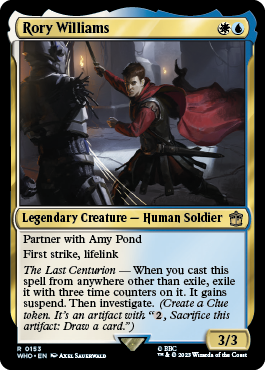 Rory Williams
Legendary Creature — Human Soldier
Partner with Amy Pond
First strike, lifelink
The Last Centurion — When you cast this
spell from anywhere other than exile, exile
it with three time counters on it. It gains
suspend. Then investigate. (Create a Clue
token. It's an artifact with “2, Sacrifice this
artifact: Draw a card.”)
3/3
R 0153
WHO • EN AXEL SAUERWALD
© BBC
™ & © 2023 Wizards of the Coast